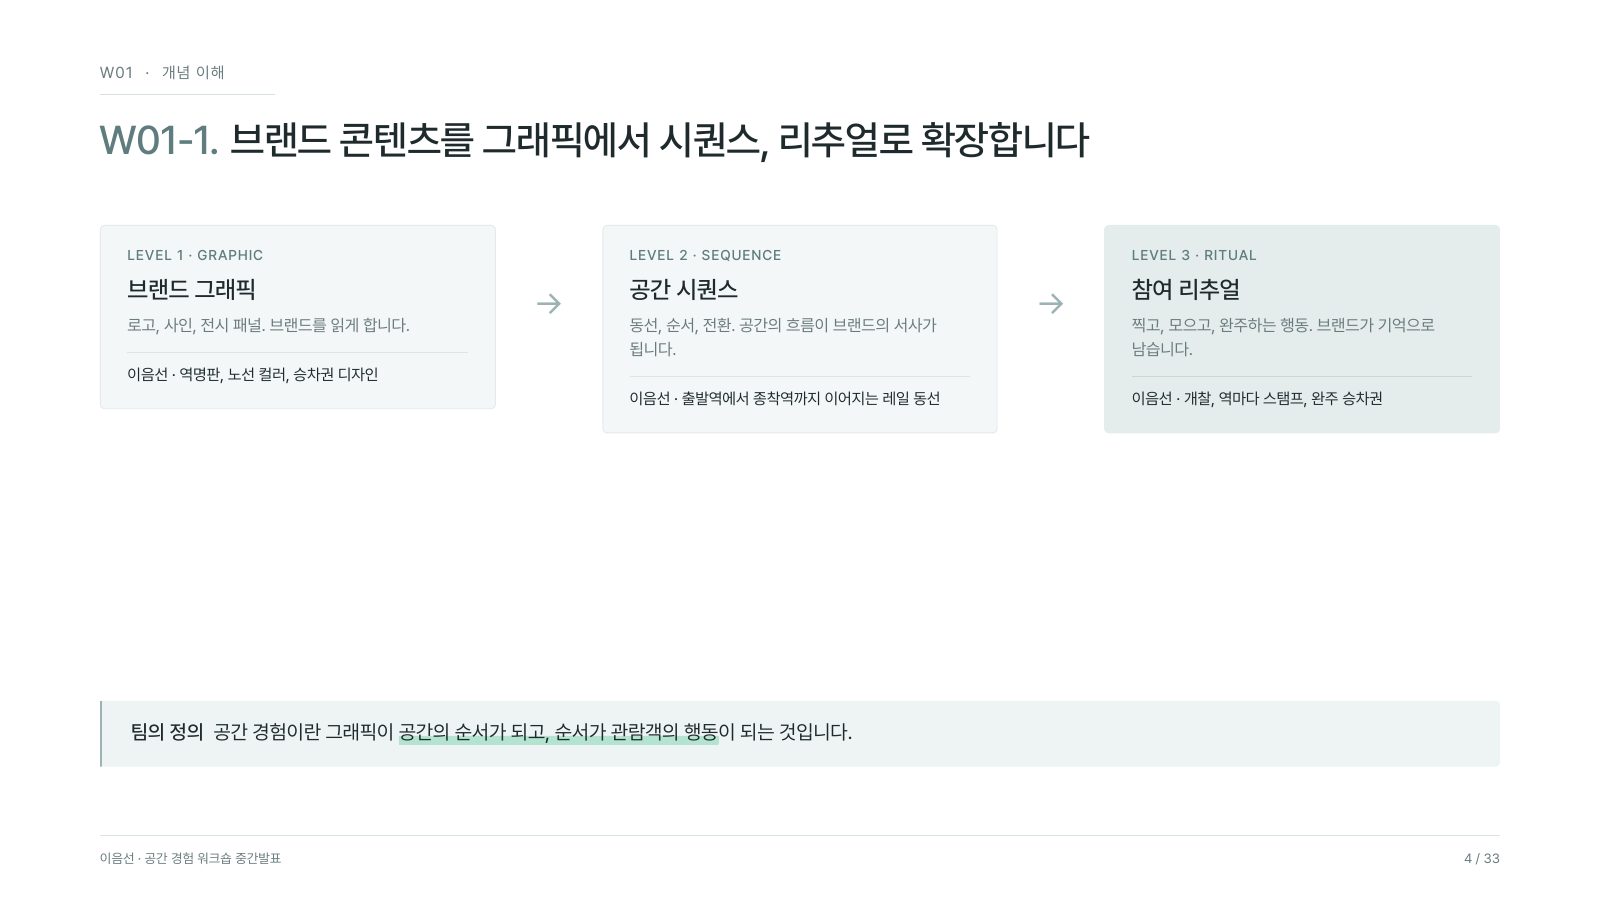 W01 · 개념 이해
W01-1. 브랜드 콘텐츠를 그래픽에서 시퀀스, 리추얼로 확장합니다
LEVEL 1 · GRAPHIC
브랜드 그래픽
로고, 사인, 전시 패널. 브랜드를 읽게 합니다.
이음선 · 역명판, 노선 컬러, 승차권 디자인
→
LEVEL 2 · SEQUENCE
공간 시퀀스
동선, 순서, 전환. 공간의 흐름이 브랜드의 서사가
됩니다.
이음선 · 출발역에서 종착역까지 이어지는 레일 동선
→
LEVEL 3 · RITUAL
참여 리추얼
찍고, 모으고, 완주하는 행동. 브랜드가 기억으로
남습니다.
이음선 · 개찰, 역마다 스탬프, 완주 승차권
팀의 정의 공간 경험이란 그래픽이 공간의 순서가 되고, 순서가 관람객의 행동이 되는 것입니다.
이음선 · 공간 경험 워크숍 중간발표
4 / 33